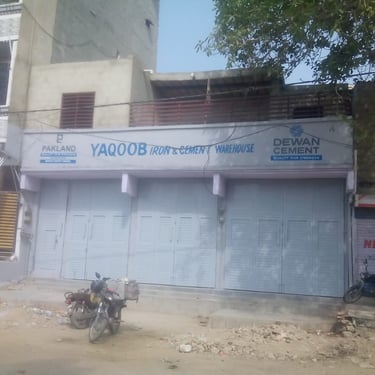 PAKLAND
YAQOOB IRON & CEMENT WAREHOUSE
DEWAN
CEMENT